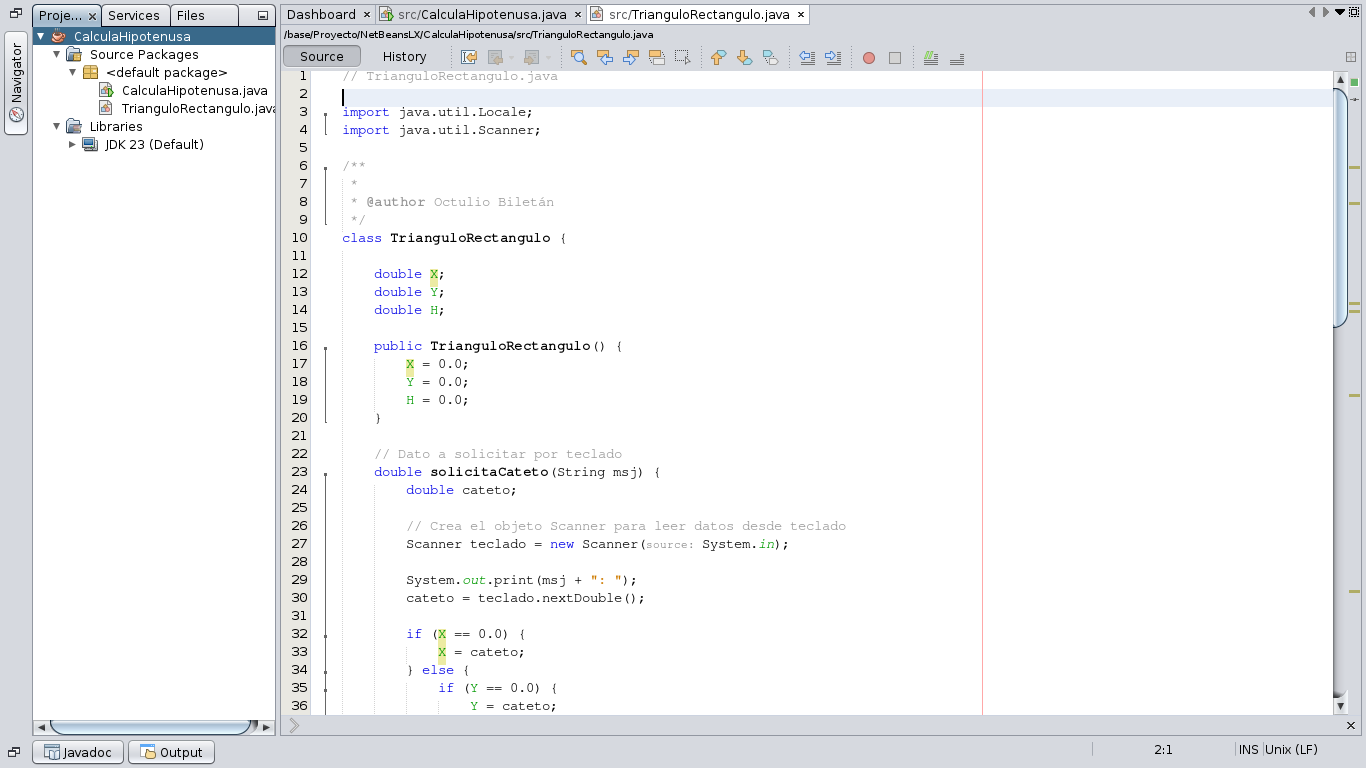 Proje... × Services Files
Dashboard × src/CalculaHipotenusa.java × src/TrianguloRectangulo.java ×
Navigator
CalculaHipotenusa
Source Packages
<default package>
CalculaHipotenusa.java
TrianguloRectangulo.java
Libraries
JDK 23 (Default)
/base/Proyecto/NetBeansLX/CalculaHipotenusa/src/TrianguloRectangulo.java
Source History
1 // TrianguloRectangulo.java
2
3 import java.util.Locale;
4 import java.util.Scanner;
5
6 /**
7 *
8 * @author Octulio Biletán
9 */
10 class TrianguloRectangulo {
11
12 double X;
13 double Y;
14 double H;
15
16 public TrianguloRectangulo() {
17 X = 0.0;
18 Y = 0.0;
19 H = 0.0;
20 }
21
22 // Dato a solicitar por teclado
23 double solicitaCateto(String msj) {
24 double cateto;
25
26 // Crea el objeto Scanner para leer datos desde teclado
27 Scanner teclado = new Scanner(source: System.in);
28
29 System.out.print(msj + ": ");
30 cateto = teclado.nextDouble();
31
32 if (X == 0.0) {
33 X = cateto;
34 } else {
35 if (Y == 0.0) {
36 Y = cateto;
Javadoc Output
2:1 INS Unix (LF)